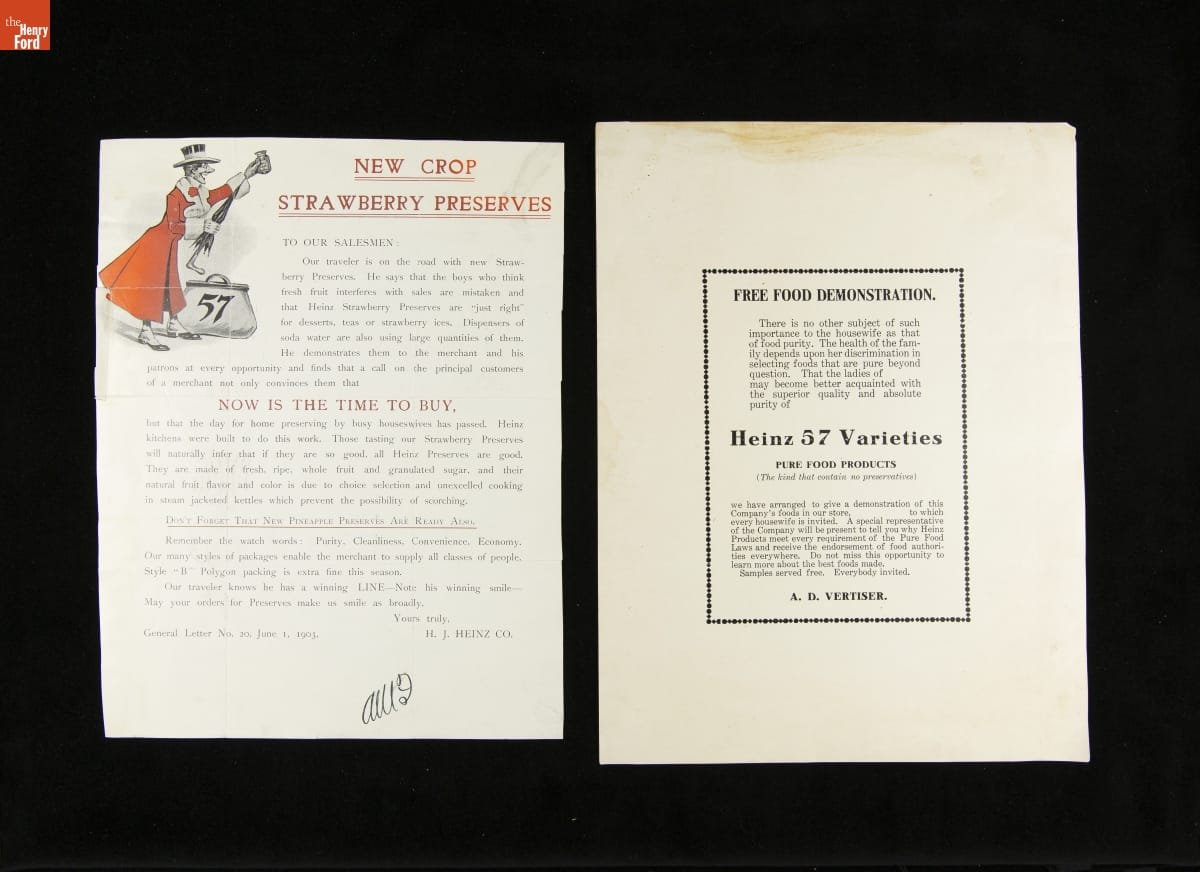 the
Henry
Ford
NEW CROP
STRAWBERRY PRESERVES
TO OUR SALESMEN:
Our traveler is on the road with new Straw-
berry Preserves. He says that the boys who think
fresh fruit interferes with sales are mistaken and
that Heinz Strawberry Preserves are "just right"
for desserts, teas or strawberry ices. Dispensers of
soda water are also using large quantities of them.
He demonstrates them to the merchant and his
patrons at every opportunity and finds that a call on the principal customers
of a merchant not only convinces them that
NOW IS THE TIME TO BUY,
but that the day for home preserving by busy houseswives has passed. Heinz
kitchens were built to do this work. Those tasting our Strawberry Preserves
will naturally infer that if they are so good, all Heinz Preserves are good.
They are made of fresh, ripe, whole fruit and granulated sugar, and their
natural fruit flavor and color is due to choice selection and unexcelled cooking
in steam jacketed kettles which prevent the possibility of scorching.
DON'T FORGET THAT NEW PINEAPPLE PRESERVES ARE READY ALSO.
Remember the watch words: Purity, Cleanliness, Convenience, Economy.
Our many styles of packages enable the merchant to supply all classes of people.
Style "B" Polygon packing is extra fine this season.
Our traveler knows he has a winning LINE—Note his winning smile—
May your orders for Preserves make us smile as broadly.
Yours truly,
General Letter No. 20, June 1, 1903. H. J. HEINZ CO.
57
FREE FOOD DEMONSTRATION.
There is no other subject of such
importance to the housewife as that
of food purity. The health of the fam-
ily depends upon her discrimination in
selecting foods that are pure beyond
question. That the ladies of
may become better acquainted with
the superior quality and absolute
purity of
Heinz 57 Varieties
PURE FOOD PRODUCTS
(The kind that contain no preservatives)
we have arranged to give a demonstration of this
Company's foods in our store, to which
every housewife is invited. A special representative
of the Company will be present to tell you why Heinz
Products meet every requirement of the Pure Food
Laws and receive the endorsement of food authori-
ties everywhere. Do not miss this opportunity to
learn more about the best foods made.
Samples served free. Everybody invited.
A. D. VERTISER.